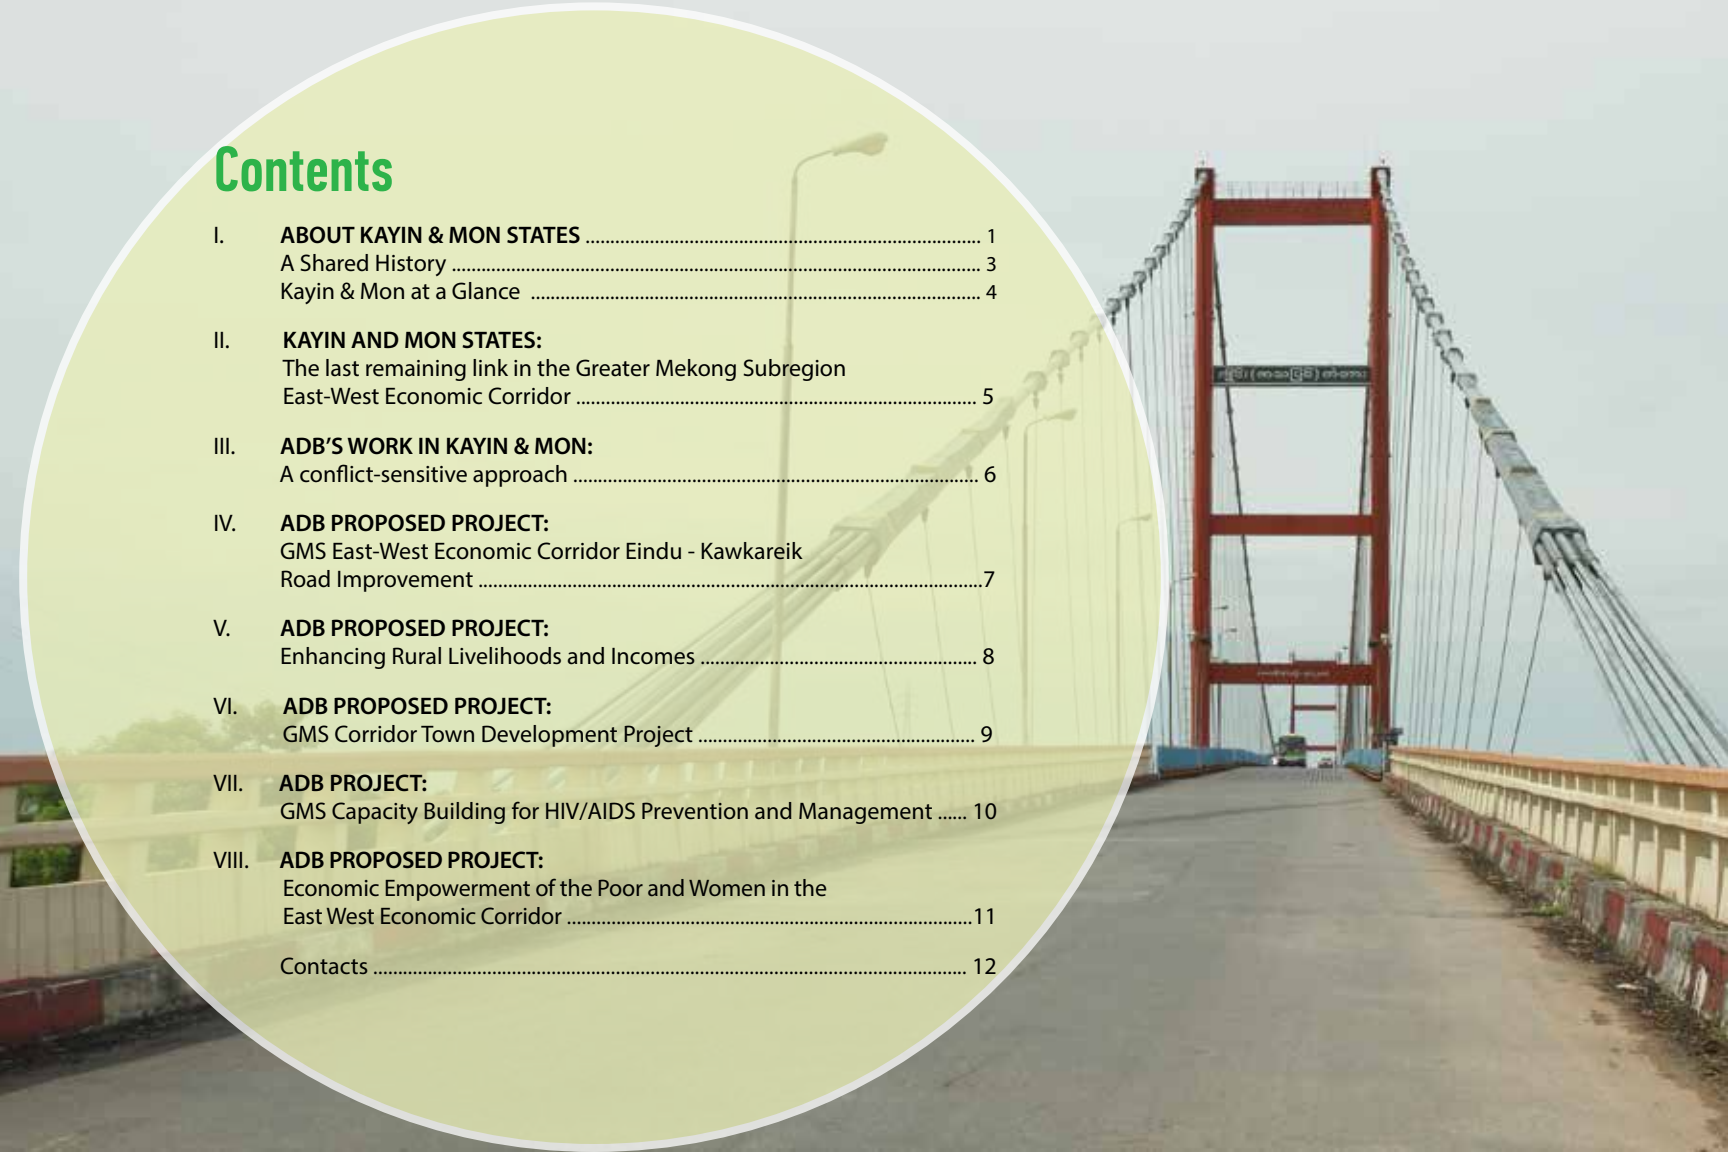 Contents
I. ABOUT KAYIN & MON STATES ........ 1
A Shared History ........ 3
Kayin & Mon at a Glance ........ 4
II. KAYIN AND MON STATES:
The last remaining link in the Greater Mekong Subregion
East-West Economic Corridor ........ 5
III. ADB’S WORK IN KAYIN & MON:
A conflict-sensitive approach ........ 6
IV. ADB PROPOSED PROJECT:
GMS East-West Economic Corridor Eindu - Kawkareik
Road Improvement ........7
V. ADB PROPOSED PROJECT:
Enhancing Rural Livelihoods and Incomes ........ 8
VI. ADB PROPOSED PROJECT:
GMS Corridor Town Development Project ........ 9
VII. ADB PROJECT:
GMS Capacity Building for HIV/AIDS Prevention and Management ...... 10
VIII. ADB PROPOSED PROJECT:
Economic Empowerment of the Poor and Women in the
East West Economic Corridor ........11
Contacts ........ 12